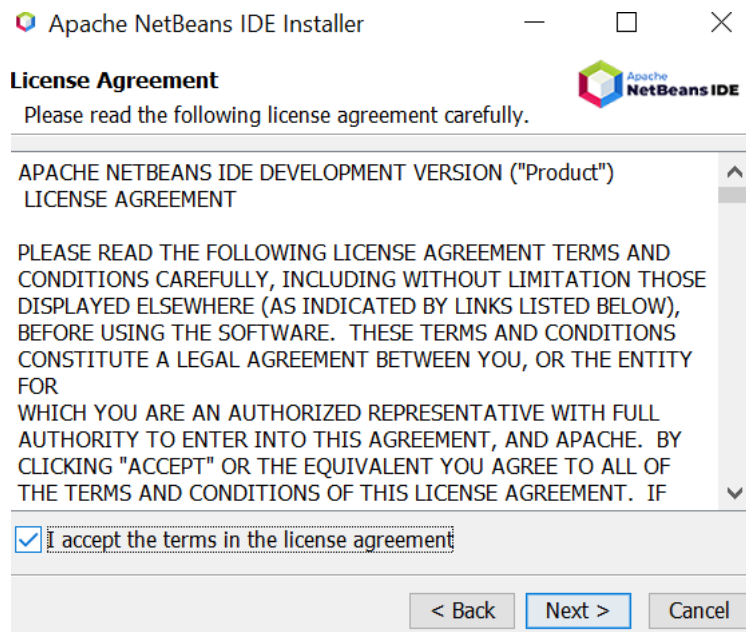 Apache NetBeans IDE Installer
License Agreement
Apache
NetBeans IDE
Please read the following license agreement carefully.
APACHE NETBEANS IDE DEVELOPMENT VERSION ("Product")
LICENSE AGREEMENT
PLEASE READ THE FOLLOWING LICENSE AGREEMENT TERMS AND
CONDITIONS CAREFULLY, INCLUDING WITHOUT LIMITATION THOSE
DISPLAYED ELSEWHERE (AS INDICATED BY LINKS LISTED BELOW),
BEFORE USING THE SOFTWARE.  THESE TERMS AND CONDITIONS
CONSTITUTE A LEGAL AGREEMENT BETWEEN YOU, OR THE ENTITY
FOR
WHICH YOU ARE AN AUTHORIZED REPRESENTATIVE WITH FULL
AUTHORITY TO ENTER INTO THIS AGREEMENT, AND APACHE.  BY
CLICKING "ACCEPT" OR THE EQUIVALENT YOU AGREE TO ALL OF
THE TERMS AND CONDITIONS OF THIS LICENSE AGREEMENT.  IF
I accept the terms in the license agreement
< Back
Next >
Cancel